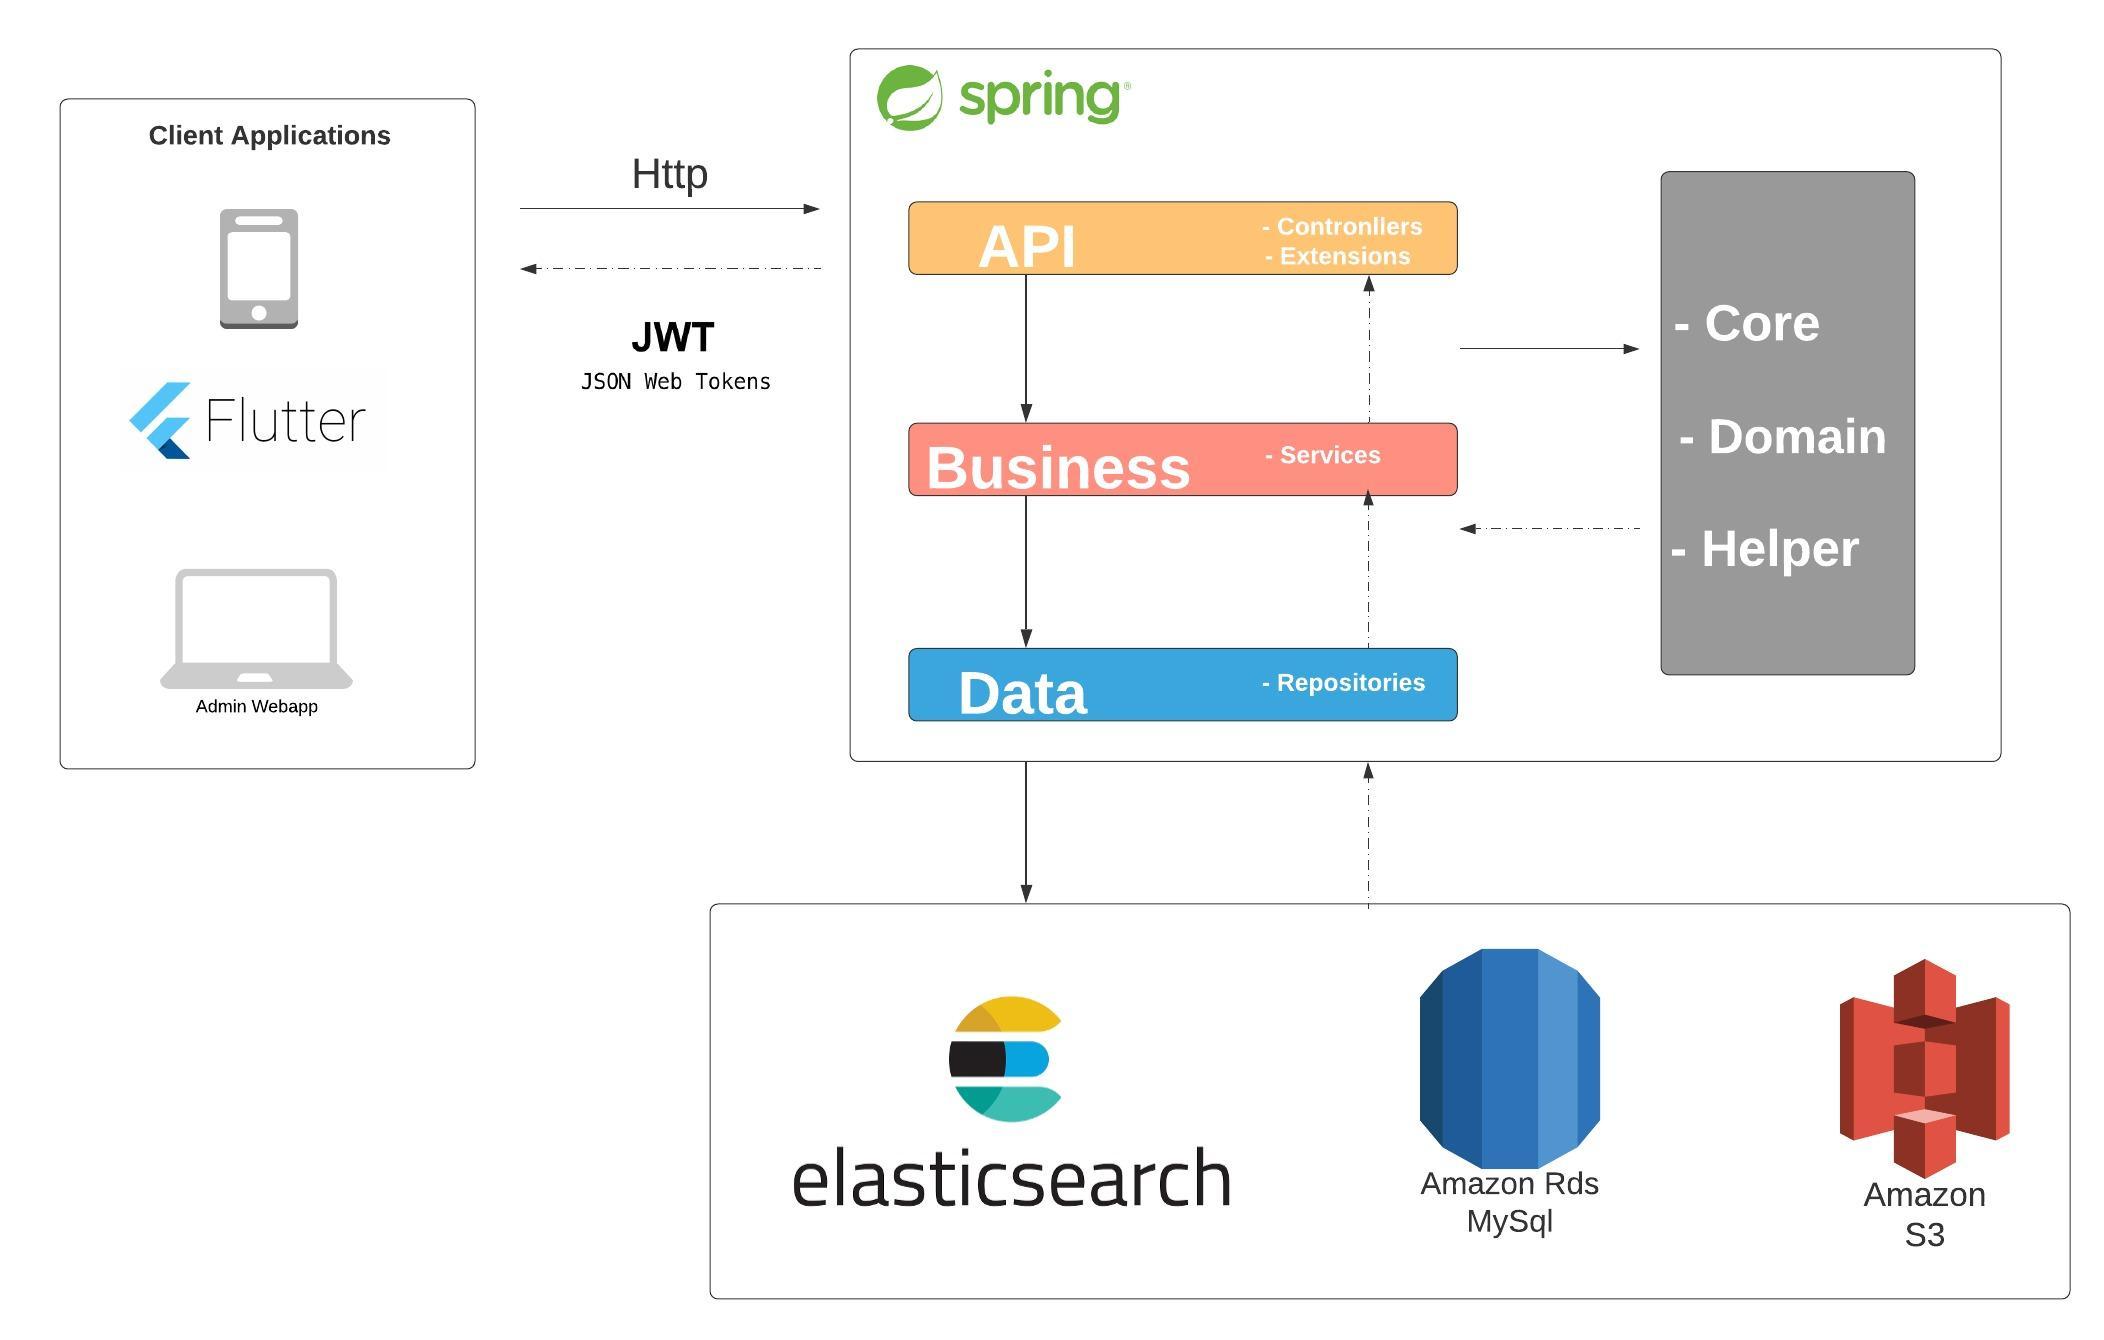 Client Applications
Flutter
Admin Webapp
Http
JWT
JSON Web Tokens
spring®
API
- Contronllers
- Extensions
Business
- Services
Data
- Repositories
- Core
- Domain
- Helper
elasticsearch
Amazon Rds
MySql
Amazon
S3